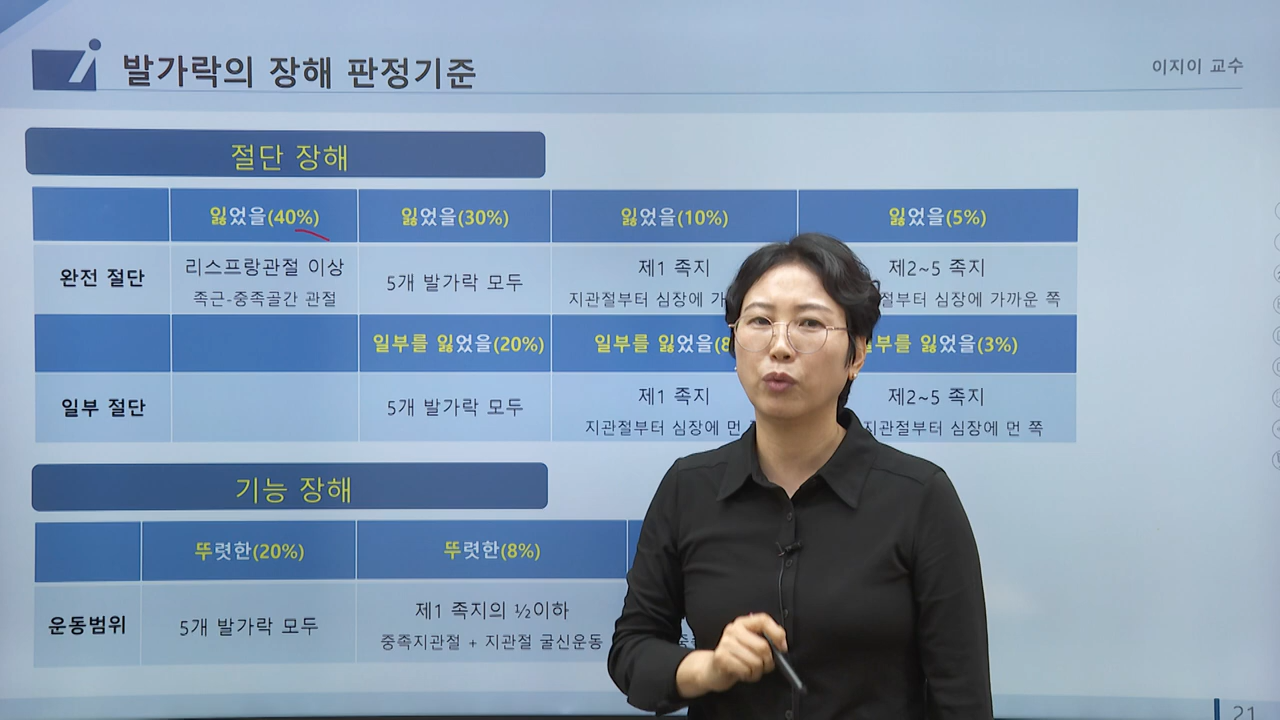 발가락의 장해 판정기준
이지이 교수
절단 장해
잃었을(40%)
잃었을(30%)
잃었을(10%)
잃었을(5%)
완전 절단
리스프랑관절 이상
족근-중족골간 관절
5개 발가락 모두
제1 족지
지관절부터 심장에
제2~5 족지
심장에 가까운 쪽
일부를 잃었을(20%)
일부를 잃었을
잃었을(3%)
일부 절단
5개 발가락 모두
제1 족지
지관절부터 심장에 먼
제2~5 족지
지관절부터 심장에 먼 쪽
기능 장해
뚜렷한(20%)
뚜렷한(8%)
운동범위
5개 발가락 모두
제1 족지의 ½이하
중족지관절 + 지관절 굴신운동
21